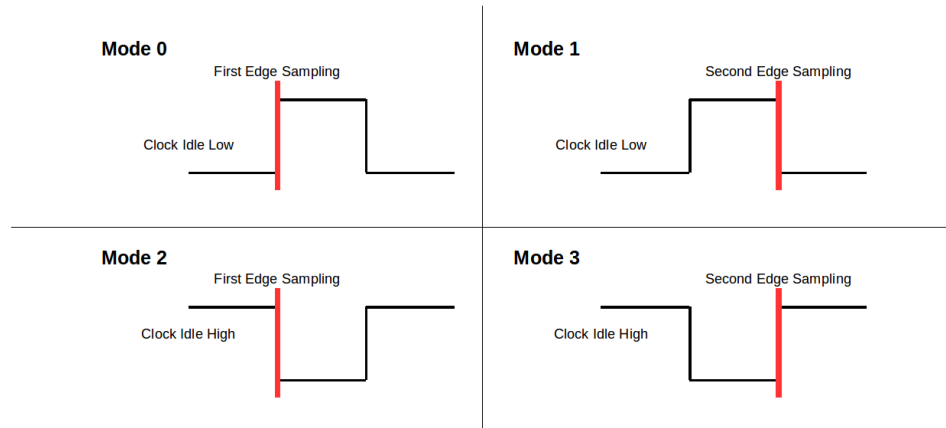 Mode 0
First Edge Sampling
Clock Idle Low
Mode 1
Second Edge Sampling
Clock Idle Low
Mode 2
First Edge Sampling
Clock Idle High
Mode 3
Second Edge Sampling
Clock Idle High